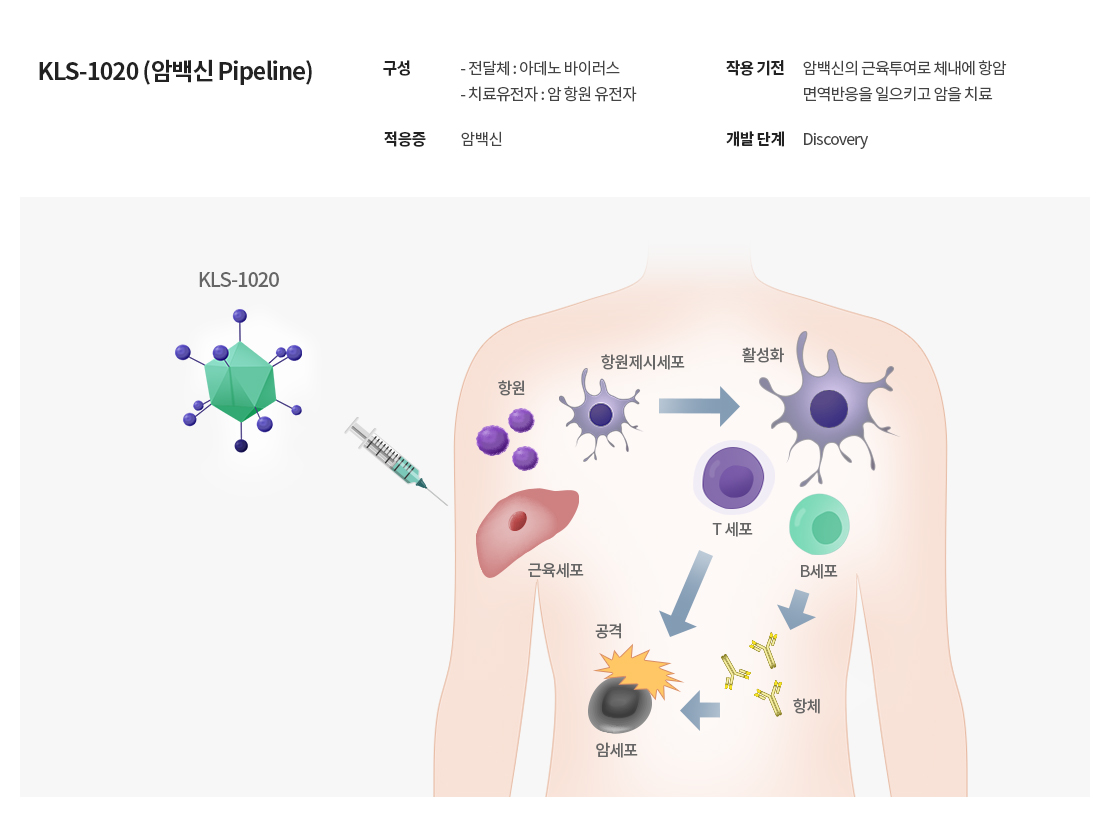 KLS-1020 (암백신 Pipeline)
구성
- 전달체 : 아데노 바이러스
- 치료유전자 : 암 항원 유전자
적응증
암백신
작용 기전
암백신의 근육투여로 체내에 항암
면역반응을 일으키고 암을 치료
개발 단계
Discovery
KLS-1020
항원제시세포
활성화
항원
T 세포
근육세포
B세포
공격
항체
암세포